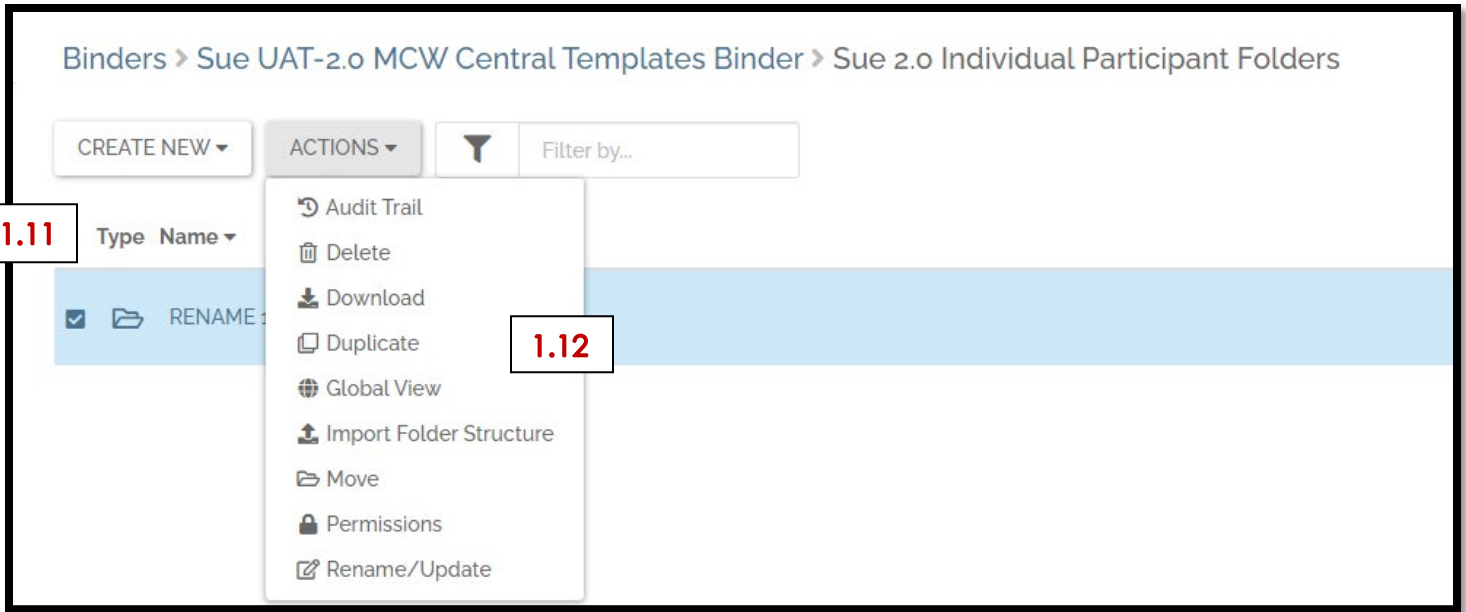 Binders > Sue UAT-2.0 MCW Central Templates Binder > Sue 2.0 Individual Participant Folders
CREATE NEW ACTIONS Filter by...
1.11 Type Name
Audit Trail
Delete
Download
RENAME
Duplicate
1.12
Global View
Import Folder Structure
Move
Permissions
Rename/Update